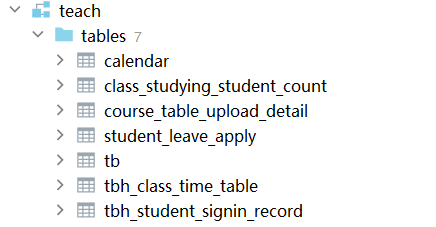 teach
tables 7
calendar
class_studying_student_count
course_table_upload_detail
student_leave_apply
tb
tbh_class_time_table
tbh_student_signin_record